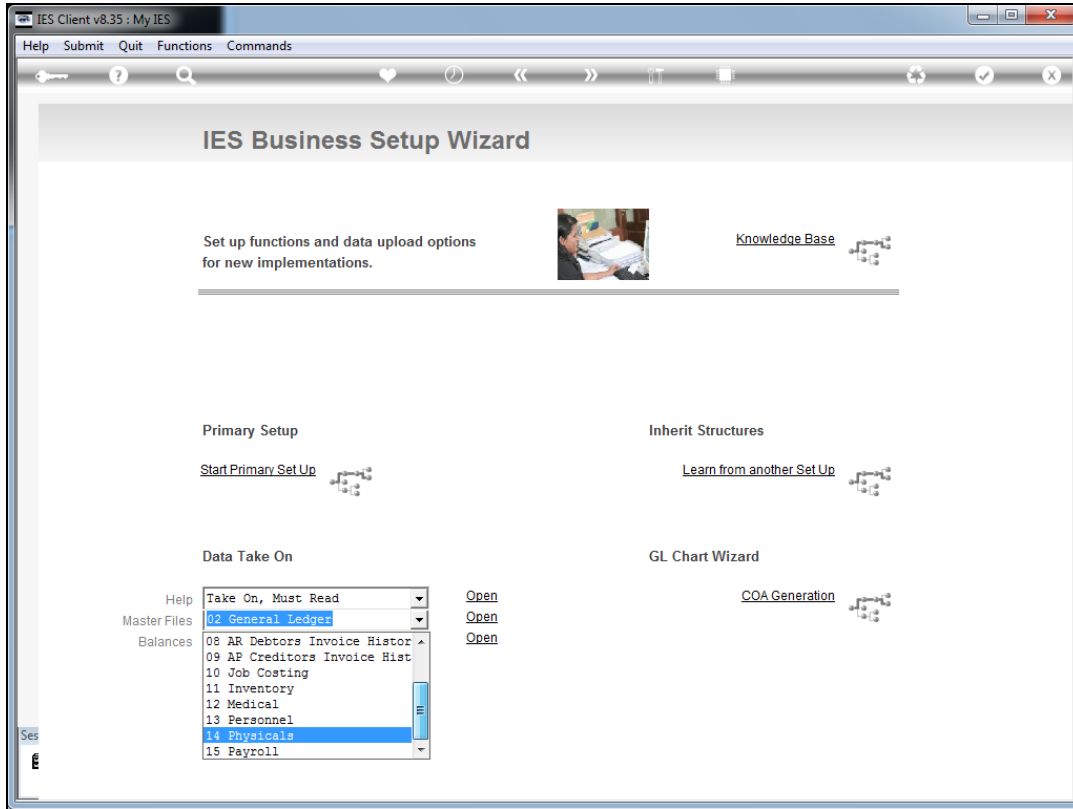 IES Client v8.35 : My IES
Help Submit Quit Functions Commands
IES Business Setup Wizard
Set up functions and data upload options
for new implementations.
Knowledge Base
Primary Setup
Inherit Structures
Start Primary Set Up
Learn from another Set Up
Data Take On
GL Chart Wizard
Help Take On, Must Read Open
COA Generation
Master Files 02 General Ledger Open
Balances Open
08 AR Debtors Invoice Histor
09 AP Creditors Invoice Hist
10 Job Costing
11 Inventory
12 Medical
13 Personnel
14 Physicals
15 Payroll
Ses